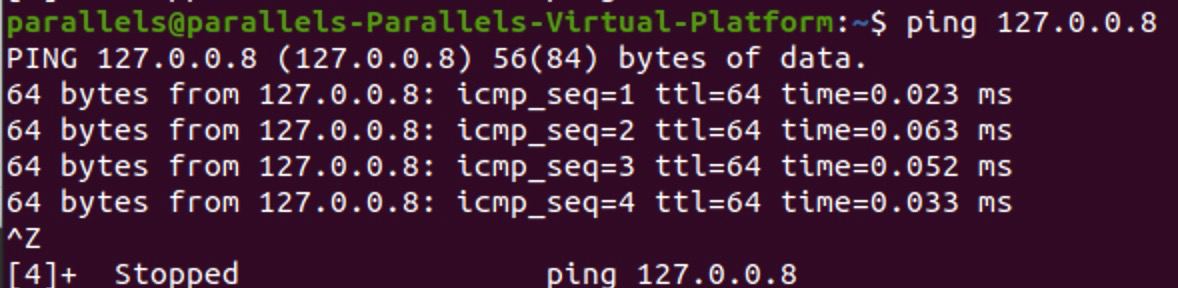 parallels@parallels-Parallels-Virtual-Platform:~$ ping 127.0.0.8
PING 127.0.0.8 (127.0.0.8) 56(84) bytes of data.
64 bytes from 127.0.0.8: icmp_seq=1 ttl=64 time=0.023 ms
64 bytes from 127.0.0.8: icmp_seq=2 ttl=64 time=0.063 ms
64 bytes from 127.0.0.8: icmp_seq=3 ttl=64 time=0.052 ms
64 bytes from 127.0.0.8: icmp_seq=4 ttl=64 time=0.033 ms
^Z
[4]+  Stopped                 ping 127.0.0.8